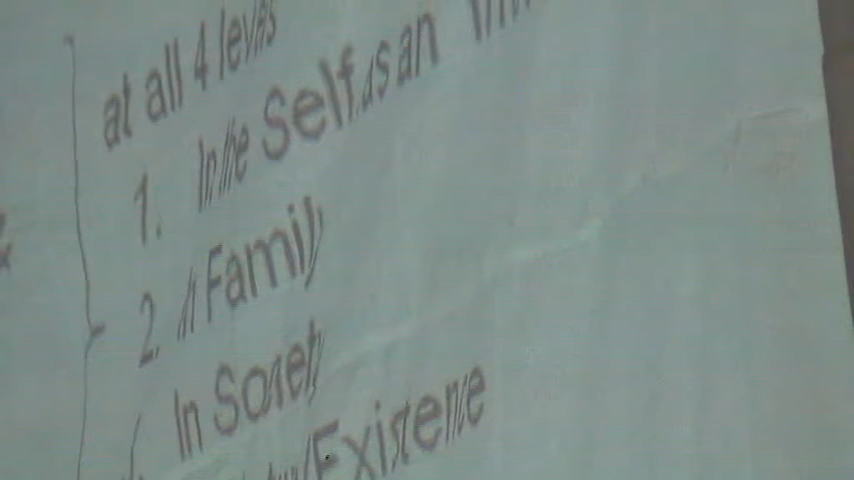 at all 4 levels
1. In the Self, as an
2. in Family
In Society
Existence